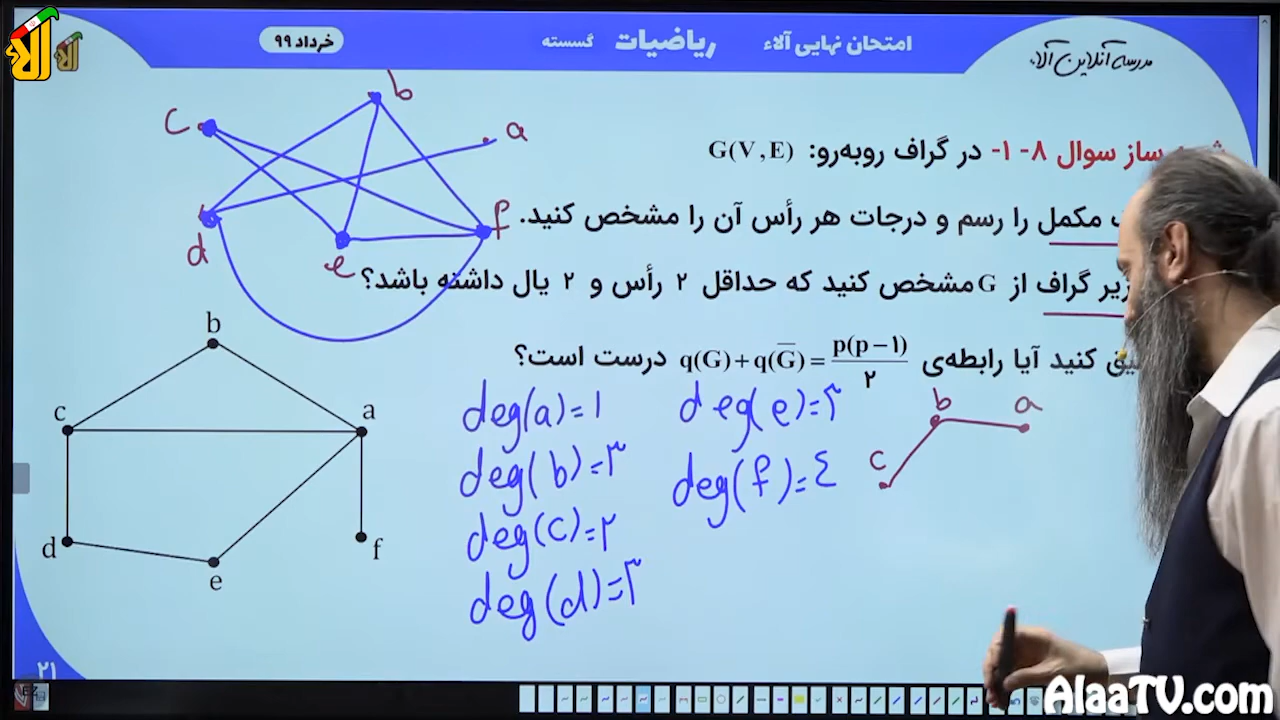 مدرسه آنلاین آلاء
امتحان نهایی آلاء ریاضیات گسسته
خرداد ۹۹
ساز سوال ۸- ۱- در گراف روبه‌رو: G(V,E)
مکمل را رسم و درجات هر رأس آن را مشخص کنید.
زیر گراف از G مشخص کنید که حداقل ۲ رأس و ۲ یال داشته باشد؟
کنید آیا رابطه‌ی q(G)+q(G̅)=p(p−۱)/۲ درست است؟
b
a
c
d
e
f
b
c
a
d
e
f
deg(a)=۱
deg(b)=۳
deg(c)=۲
deg(d)=۳
deg(e)=۳
deg(f)=٤
b
a
c
۲۱
AlaaTV.com